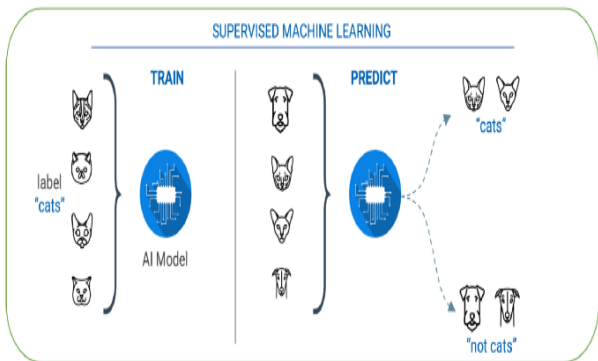 SUPERVISED MACHINE LEARNING
TRAIN
label
"cats"
AI Model
PREDICT
"cats"
"not cats"